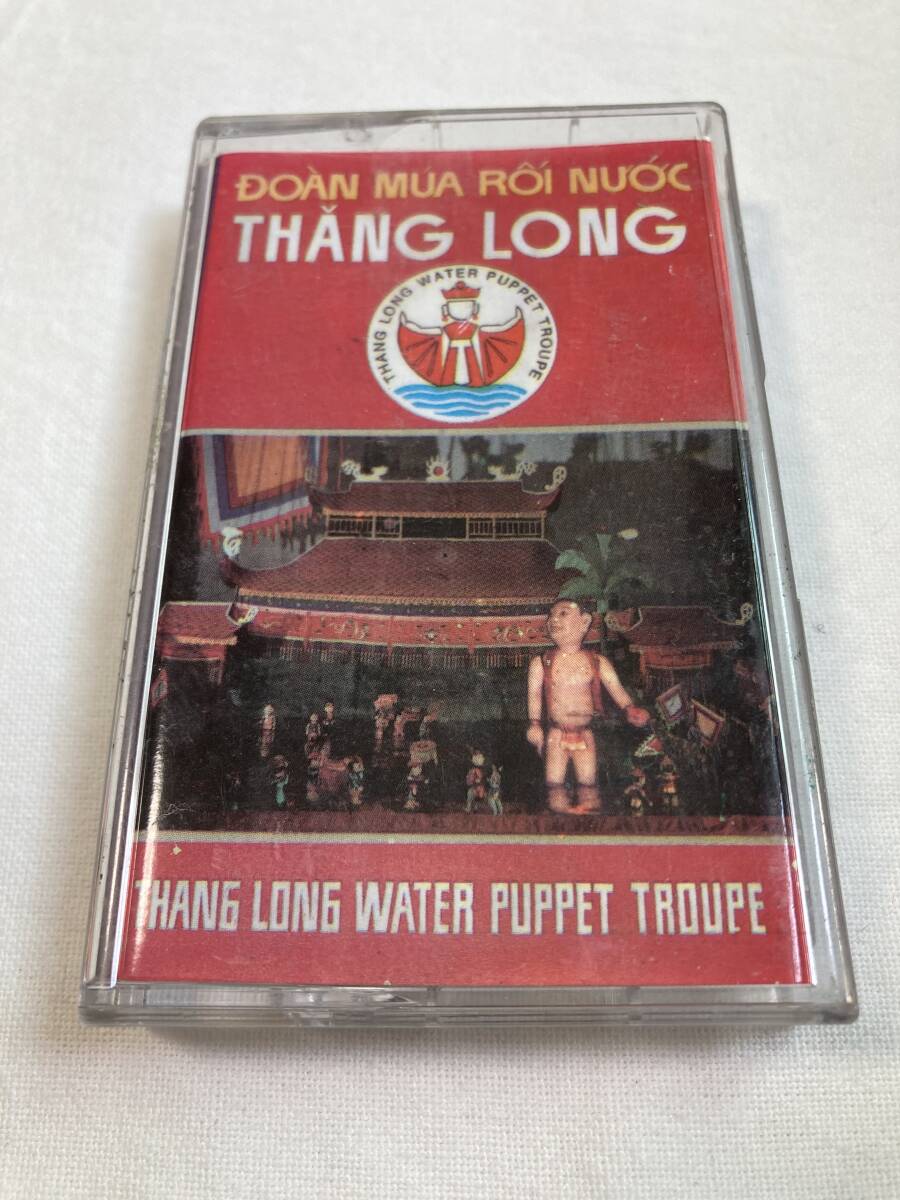 ĐOÀN MÚA RỐI NƯỚC
THĂNG LONG
THANG LONG WATER PUPPET TROUPE
THANG LONG WATER PUPPET TROUPE